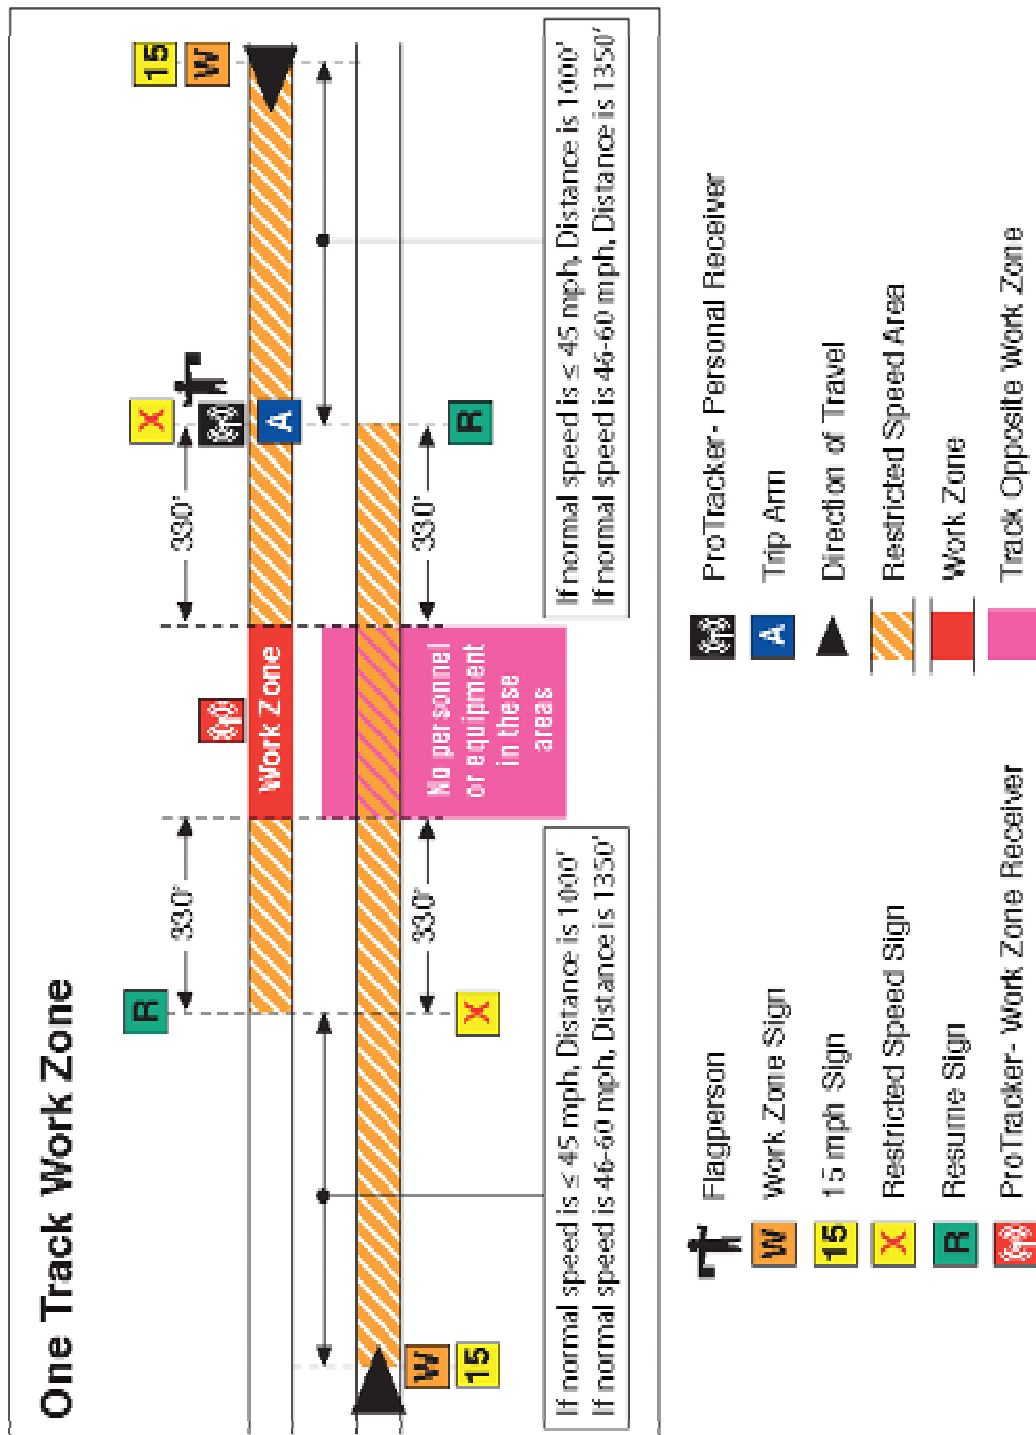 One Track Work Zone
R
X
15
W
330'
330'
A
Work Zone
No personnel
or equipment
in these
areas
330'
330'
W
15
X
R
If normal speed is ≤ 45 mph, Distance is 1000'
If normal speed is 46-60 mph, Distance is 1350'
If normal speed is ≤ 45 mph, Distance is 1000'
If normal speed is 46-60 mph, Distance is 1350'
Flagperson
W Work Zone Sign
15 15 mph Sign
X Restricted Speed Sign
R Resume Sign
ProTracker- Work Zone Receiver
ProTracker- Personal Receiver
A Trip Arm
Direction of Travel
Restricted Speed Area
Work Zone
Track Opposite Work Zone